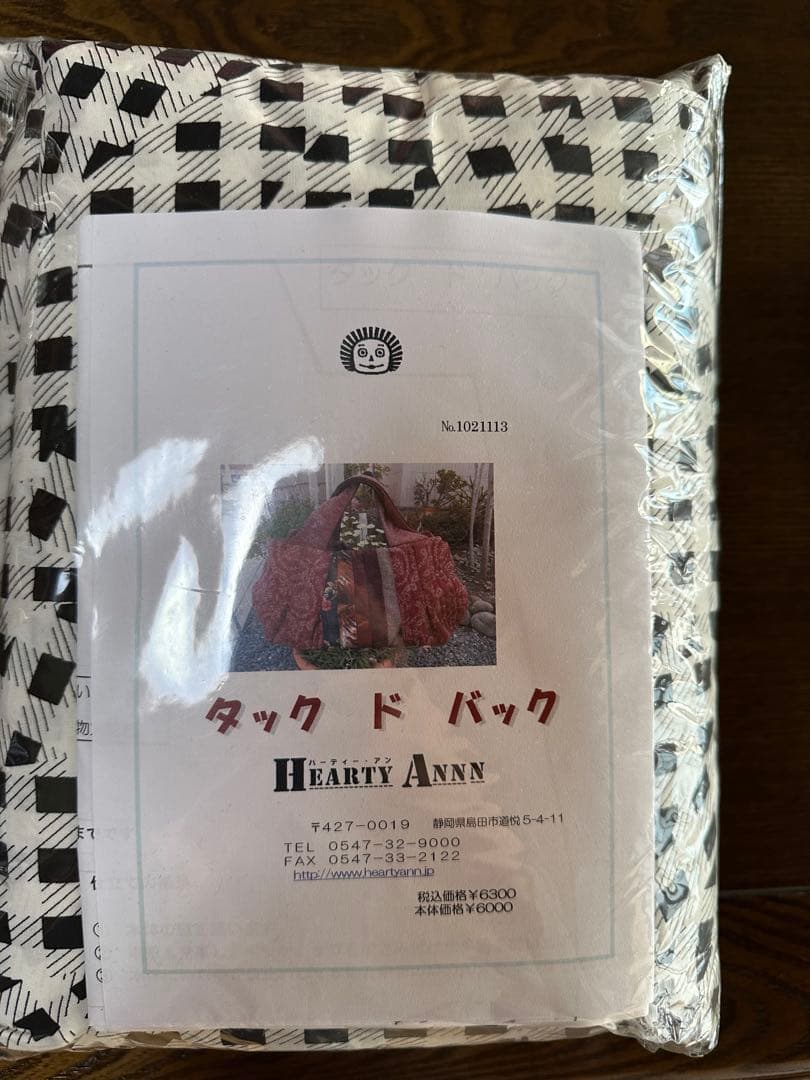 №1021113
タック ド バック
ハーティー・アン
HEARTY ANNN
〒427-0019 静岡県島田市道悦5-4-11
TEL 0547-32-9000
FAX 0547-33-2122
http://www.heartyann.jp
税込価格¥6300
本体価格¥6000